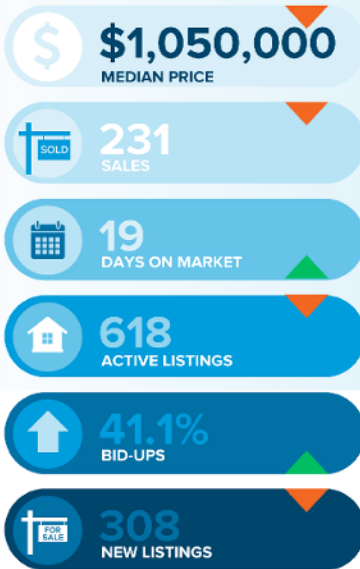 $
$1,050,000
MEDIAN PRICE
SOLD
231
SALES
19
DAYS ON MARKET
618
ACTIVE LISTINGS
41.1%
BID-UPS
FOR
SALE
308
NEW LISTINGS